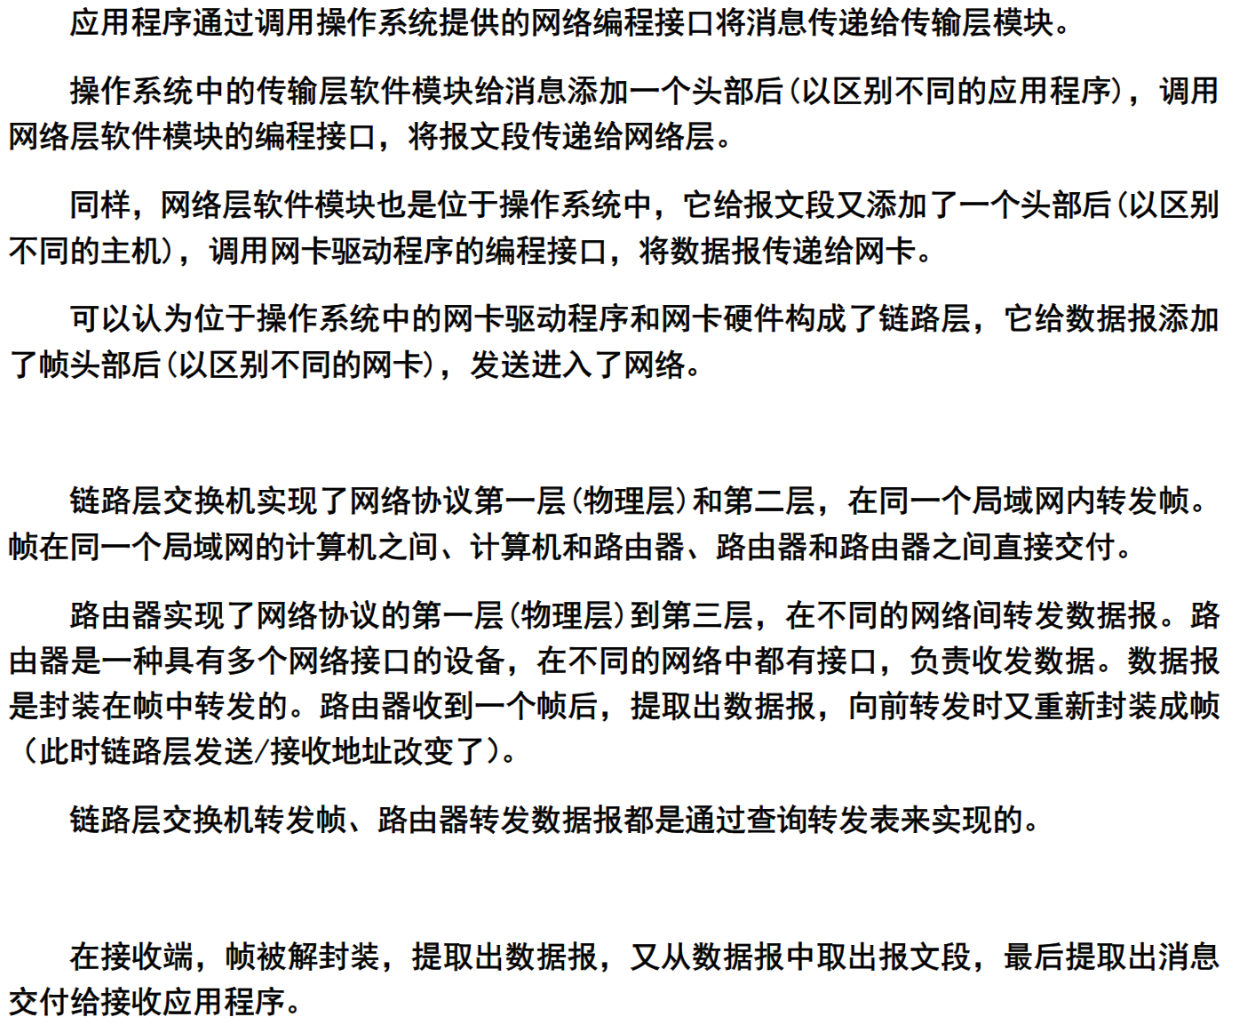 应用程序通过调用操作系统提供的网络编程接口将消息传递给传输层模块。
操作系统中的传输层软件模块给消息添加一个头部后(以区别不同的应用程序)，调用
网络层软件模块的编程接口，将报文段传递给网络层。
同样，网络层软件模块也是位于操作系统中，它给报文段又添加了一个头部后(以区别
不同的主机)，调用网卡驱动程序的编程接口，将数据报传递给网卡。
可以认为位于操作系统中的网卡驱动程序和网卡硬件构成了链路层，它给数据报添加
了帧头部后(以区别不同的网卡)，发送进入了网络。
链路层交换机实现了网络协议第一层(物理层)和第二层，在同一个局域网内转发帧。
帧在同一个局域网的计算机之间、计算机和路由器、路由器和路由器之间直接交付。
路由器实现了网络协议的第一层(物理层)到第三层，在不同的网络间转发数据报。路
由器是一种具有多个网络接口的设备，在不同的网络中都有接口，负责收发数据。数据报
是封装在帧中转发的。路由器收到一个帧后，提取出数据报，向前转发时又重新封装成帧
（此时链路层发送/接收地址改变了）。
链路层交换机转发帧、路由器转发数据报都是通过查询转发表来实现的。
在接收端，帧被解封装，提取出数据报，又从数据报中取出报文段，最后提取出消息
交付给接收应用程序。